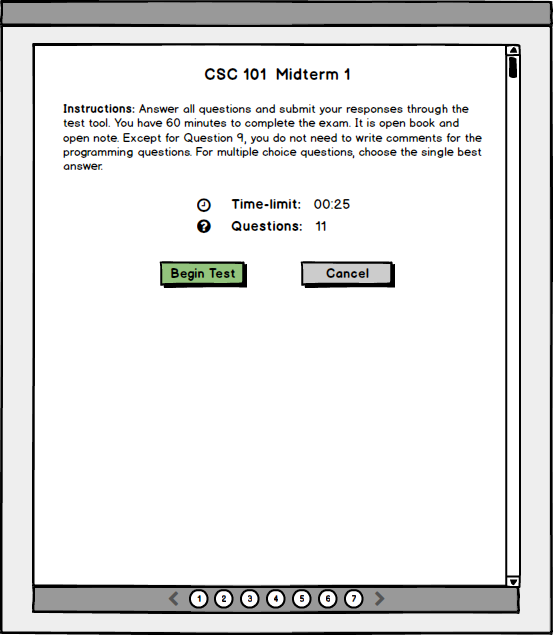 CSC 101 Midterm 1
Instructions: Answer all questions and submit your responses through the
test tool. You have 60 minutes to complete the exam. It is open book and
open note. Except for Question 9, you do not need to write comments for the
programming questions. For multiple choice questions, choose the single best
answer.
Time-limit: 00:25
Questions: 11
Begin Test Cancel
1 2 3 4 5 6 7